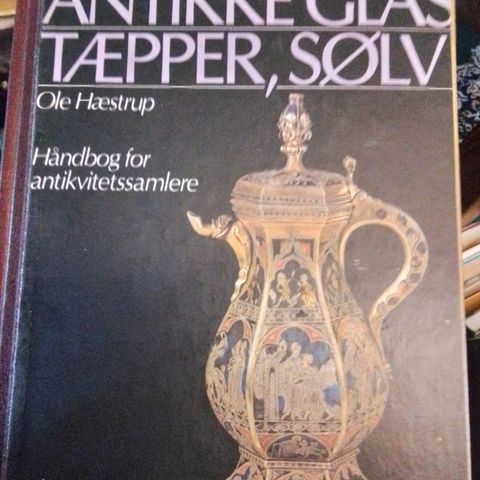 ANTIKKE GLAS
TÆPPER, SØLV
Ole Hæstrup
Håndbog for
antikvitetssamlere